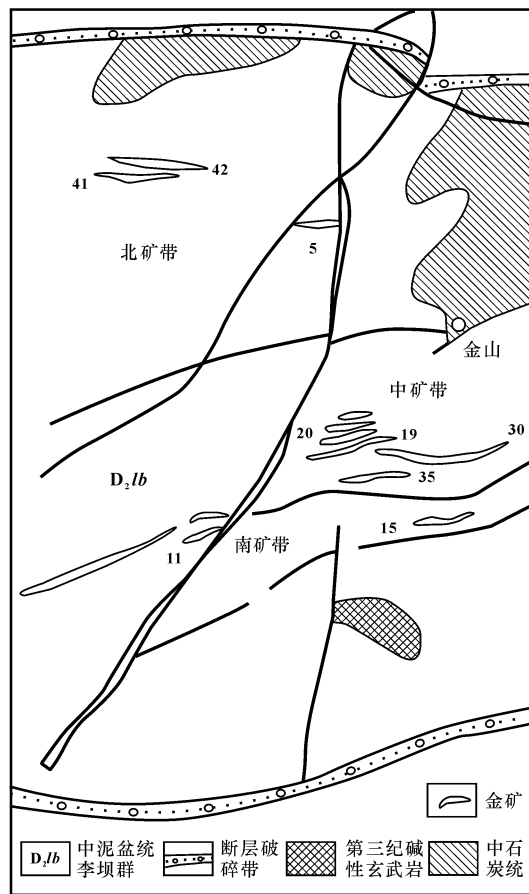 42
41
5
北矿带
金山
中矿带
20
19
30
D₂lb
35
15
11
南矿带
金矿
D₂lb
中泥盆统
李坝群
断层破
碎带
第三纪碱
性玄武岩
中石
炭统